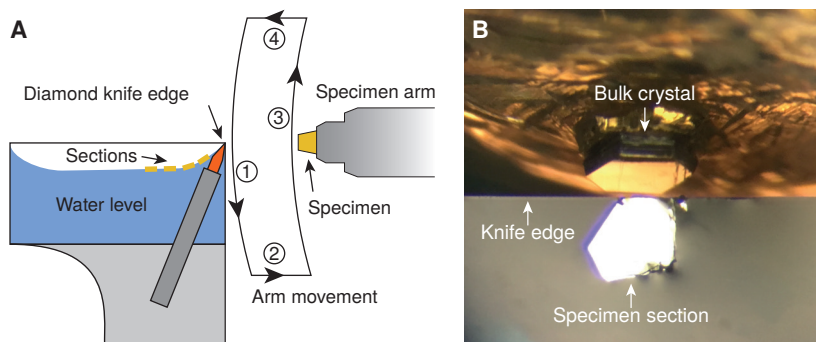 A
④
Diamond knife edge
Specimen arm
③
Sections
①
Water level
Specimen
②
Arm movement
B
Bulk crystal
Knife edge
Specimen section